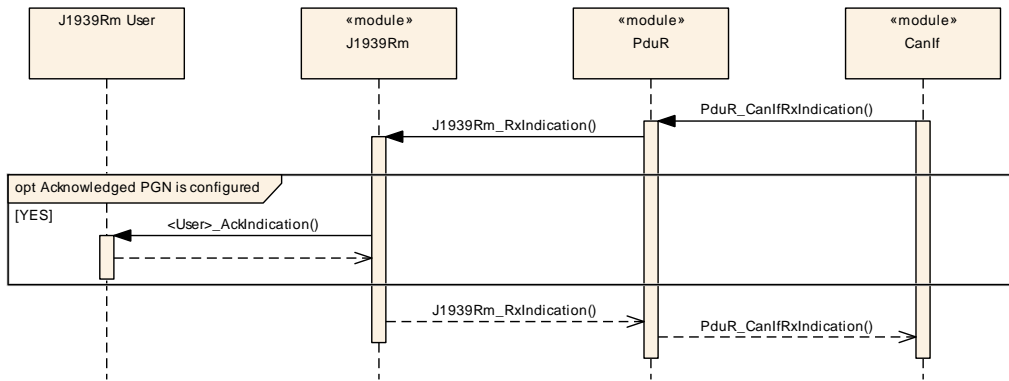 J1939Rm User
«module»
J1939Rm
«module»
PduR
«module»
CanIf
PduR_CanIfRxIndication()
J1939Rm_RxIndication()
opt Acknowledged PGN is configured
[YES]
<User>_AckIndication()
J1939Rm_RxIndication()
PduR_CanIfRxIndication()